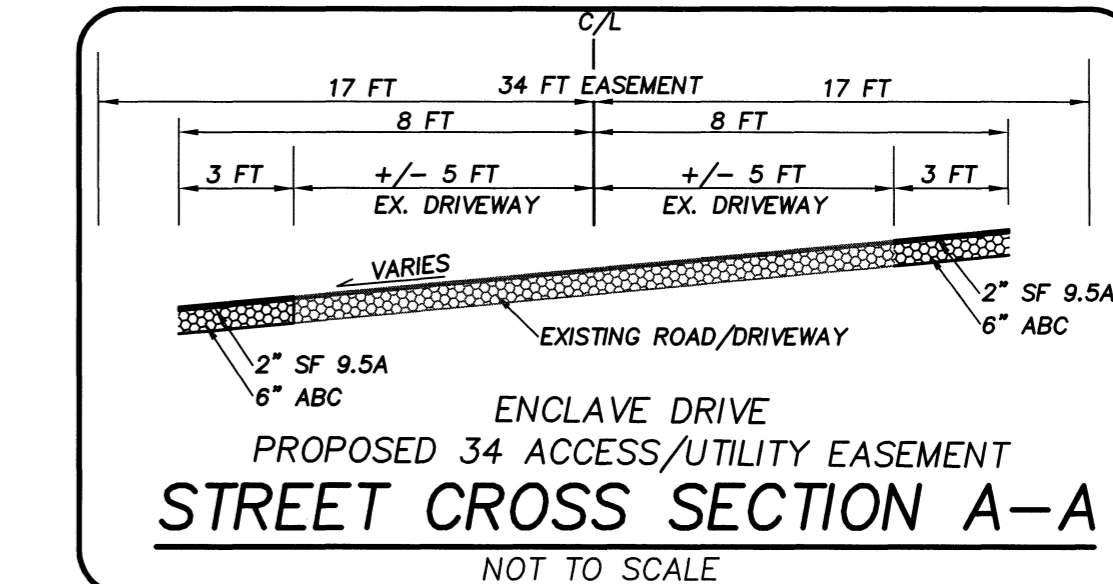 C/L
17 FT 34 FT EASEMENT 17 FT
8 FT 8 FT
3 FT +/- 5 FT +/- 5 FT 3 FT
EX. DRIVEWAY EX. DRIVEWAY
VARIES
2" SF 9.5A
6" ABC
EXISTING ROAD/DRIVEWAY
2" SF 9.5A
6" ABC
ENCLAVE DRIVE
PROPOSED 34 ACCESS/UTILITY EASEMENT
STREET CROSS SECTION A-A
NOT TO SCALE